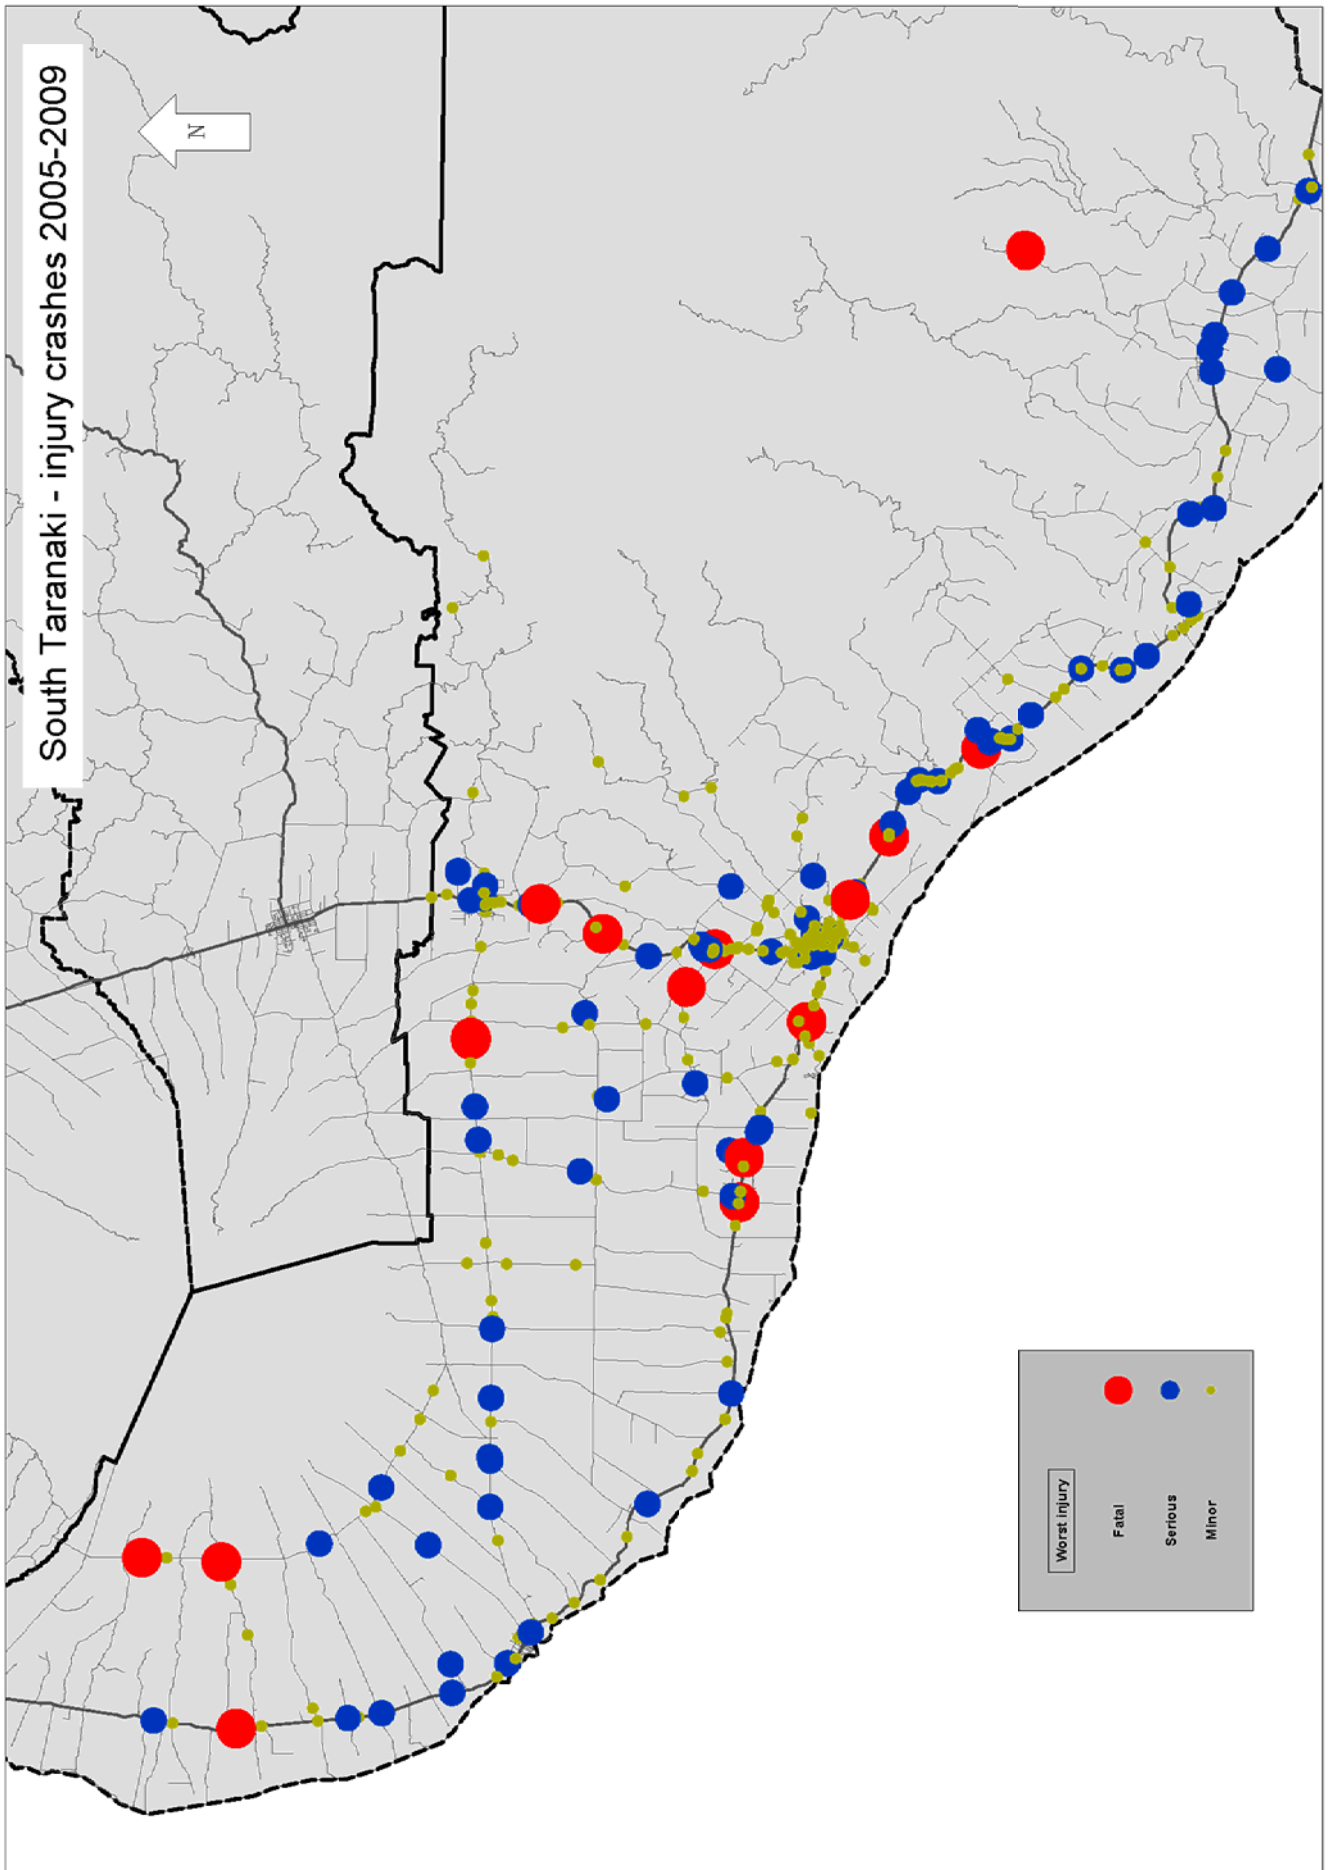 South Taranaki - injury crashes 2005-2009
N
Worst injury
Fatal
Serious
Minor